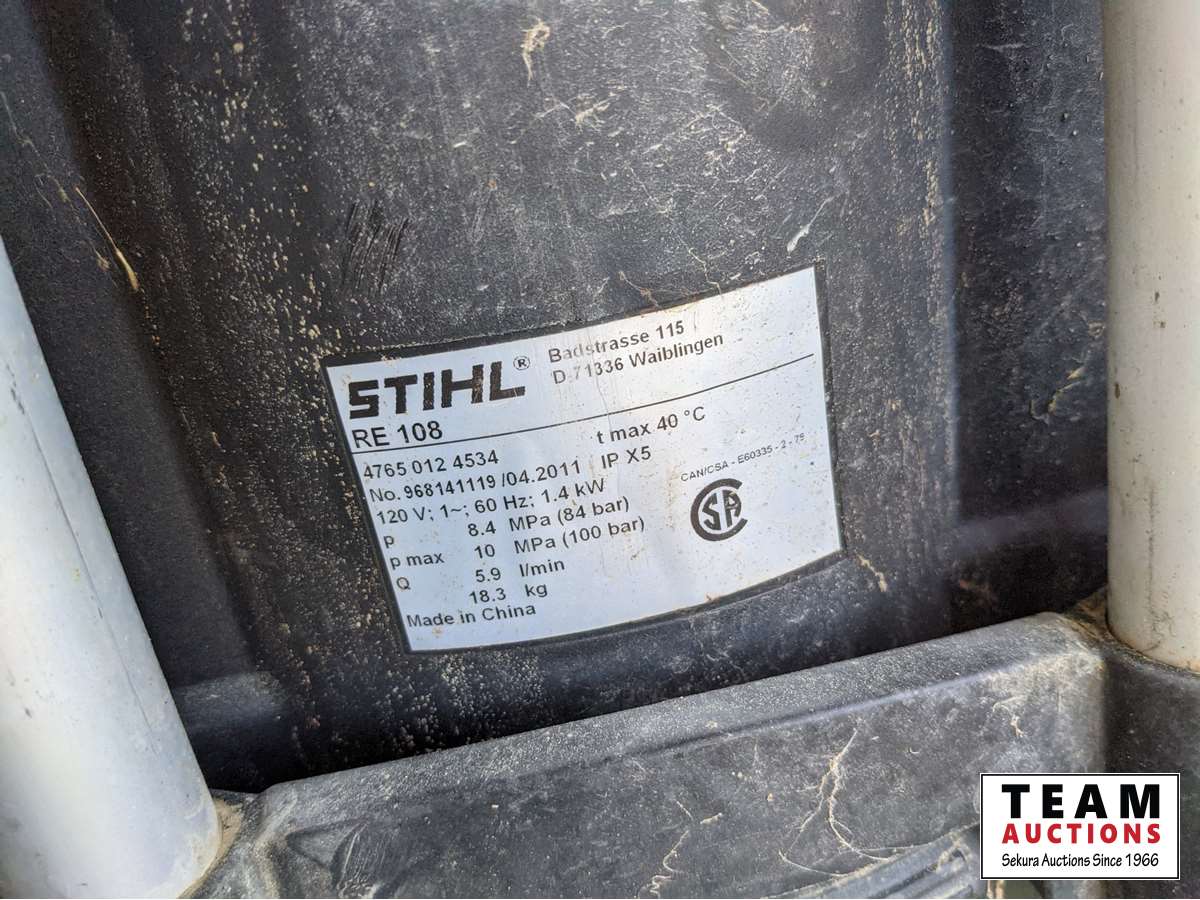 STIHL®
Badstrasse 115
D-71336 Waiblingen
RE 108
t max 40 °C
4765 012 4534
No. 968141119 /04.2011 IP X5
120 V; 1~; 60 Hz; 1.4 kW
p 8.4 MPa (84 bar)
p max 10 MPa (100 bar)
Q 5.9 l/min
18.3 kg
Made in China
CAN/CSA - E60335 - 2 - 79
CSA
TEAM
AUCTIONS
Sekura Auctions Since 1966